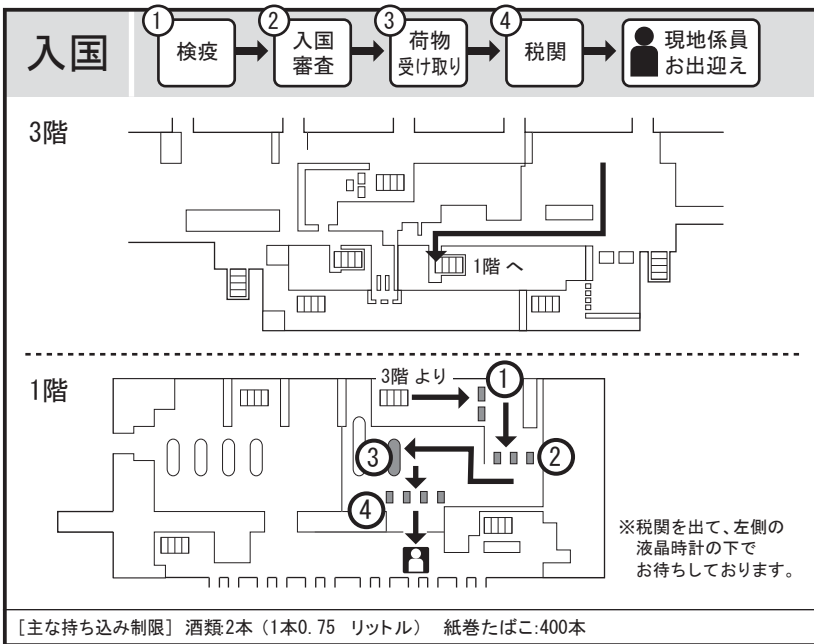 入国
① 検疫
② 入国
審査
③ 荷物
受け取り
④ 税関
現地係員
お出迎え
3階
1階 へ
1階
3階 より
①
②
③
④
※税関を出て、左側の
液晶時計の下で
お待ちしております。
[主な持ち込み制限] 酒類:2本 (1本0.75 リットル) 紙巻たばこ:400本